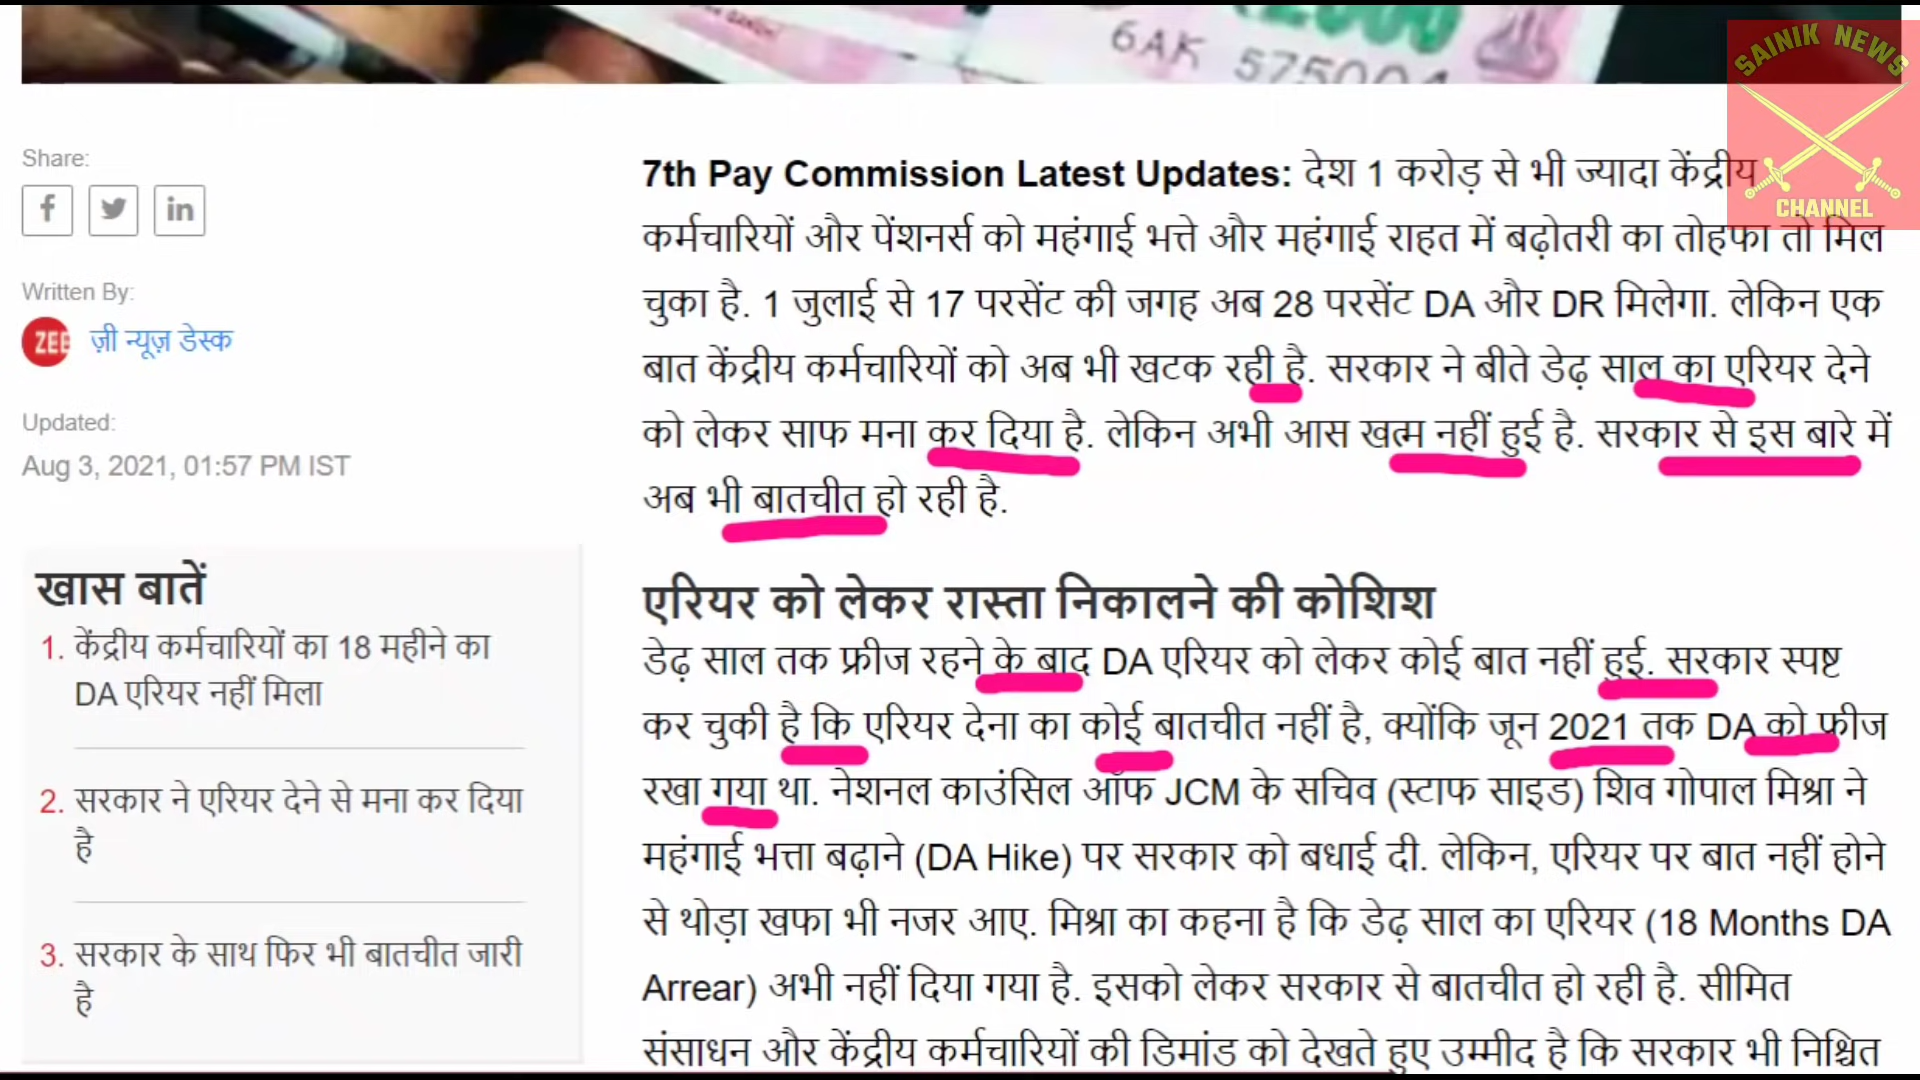 2000
6AK 575004
SAINIK NEWS
CHANNEL
Share:
f in
Written By:
ZEE ज़ी न्यूज़ डेस्क
Updated:
Aug 3, 2021, 01:57 PM IST
खास बातें
1. केंद्रीय कर्मचारियों का 18 महीने का
DA एरियर नहीं मिला
2. सरकार ने एरियर देने से मना कर दिया
है
3. सरकार के साथ फिर भी बातचीत जारी
है
7th Pay Commission Latest Updates: देश 1 करोड़ से भी ज्यादा केंद्रीय
कर्मचारियों और पेंशनर्स को महंगाई भत्ते और महंगाई राहत में बढ़ोतरी का तोहफा तो मिल
चुका है. 1 जुलाई से 17 परसेंट की जगह अब 28 परसेंट DA और DR मिलेगा. लेकिन एक
बात केंद्रीय कर्मचारियों को अब भी खटक रही है. सरकार ने बीते डेढ़ साल का एरियर देने
को लेकर साफ मना कर दिया है. लेकिन अभी आस खत्म नहीं हुई है. सरकार से इस बारे में
अब भी बातचीत हो रही है.
एरियर को लेकर रास्ता निकालने की कोशिश
डेढ़ साल तक फ्रीज रहने के बाद DA एरियर को लेकर कोई बात नहीं हुई. सरकार स्पष्ट
कर चुकी है कि एरियर देना का कोई बातचीत नहीं है, क्योंकि जून 2021 तक DA को फ्रीज
रखा गया था. नेशनल काउंसिल ऑफ JCM के सचिव (स्टाफ साइड) शिव गोपाल मिश्रा ने
महंगाई भत्ता बढ़ाने (DA Hike) पर सरकार को बधाई दी. लेकिन, एरियर पर बात नहीं होने
से थोड़ा खफा भी नजर आए. मिश्रा का कहना है कि डेढ़ साल का एरियर (18 Months DA
Arrear) अभी नहीं दिया गया है. इसको लेकर सरकार से बातचीत हो रही है. सीमित
संसाधन और केंद्रीय कर्मचारियों की डिमांड को देखते हुए उम्मीद है कि सरकार भी निश्चित